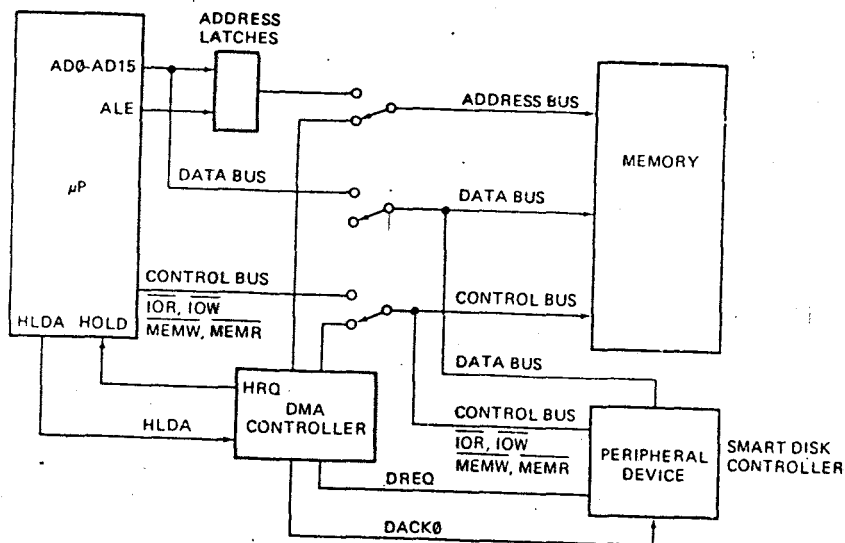 ADDRESS
LATCHES
AD0-AD15
ALE
ADDRESS BUS
MEMORY
μP
DATA BUS
DATA BUS
CONTROL BUS
IOR, IOW
MEMW, MEMR
CONTROL BUS
HLDA HOLD
DATA BUS
HRQ
DMA
CONTROLLER
HLDA
CONTROL BUS
IOR, IOW
MEMW, MEMR
PERIPHERAL
DEVICE
SMART DISK
CONTROLLER
DREQ
DACK0